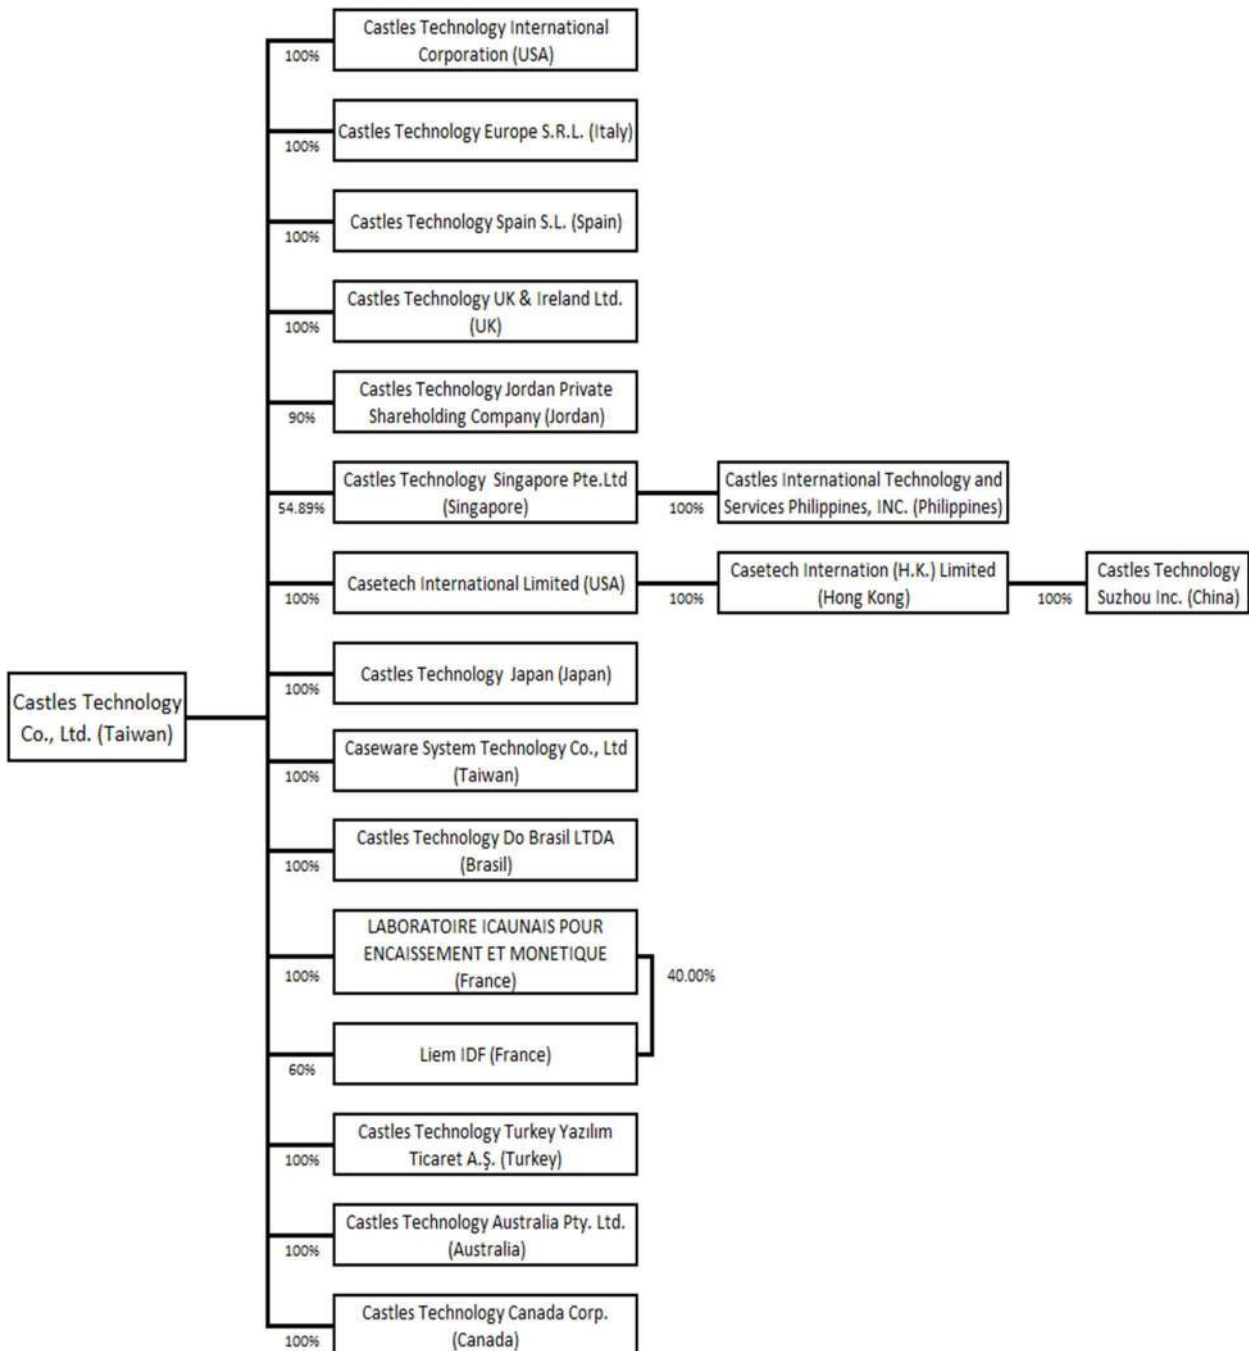 Castles Technology International
Corporation (USA)
100%
Castles Technology Europe S.R.L. (Italy)
100%
Castles Technology Spain S.L. (Spain)
100%
Castles Technology UK & Ireland Ltd.
(UK)
100%
Castles Technology Jordan Private
Shareholding Company (Jordan)
90%
Castles Technology Singapore Pte.Ltd
(Singapore)
54.89%
Castles International Technology and
Services Philippines, INC. (Philippines)
100%
Casetech International Limited (USA)
100%
Casetech Internation (H.K.) Limited
(Hong Kong)
100%
Castles Technology
Suzhou Inc. (China)
100%
Castles Technology Japan (Japan)
100%
Castles Technology
Co., Ltd. (Taiwan)
Caseware System Technology Co., Ltd
(Taiwan)
100%
Castles Technology Do Brasil LTDA
(Brasil)
100%
LABORATOIRE ICAUNAIS POUR
ENCAISSEMENT ET MONETIQUE
(France)
100%
40.00%
Liem IDF (France)
60%
Castles Technology Turkey Yazılım
Ticaret A.Ş. (Turkey)
100%
Castles Technology Australia Pty. Ltd.
(Australia)
100%
Castles Technology Canada Corp.
(Canada)
100%